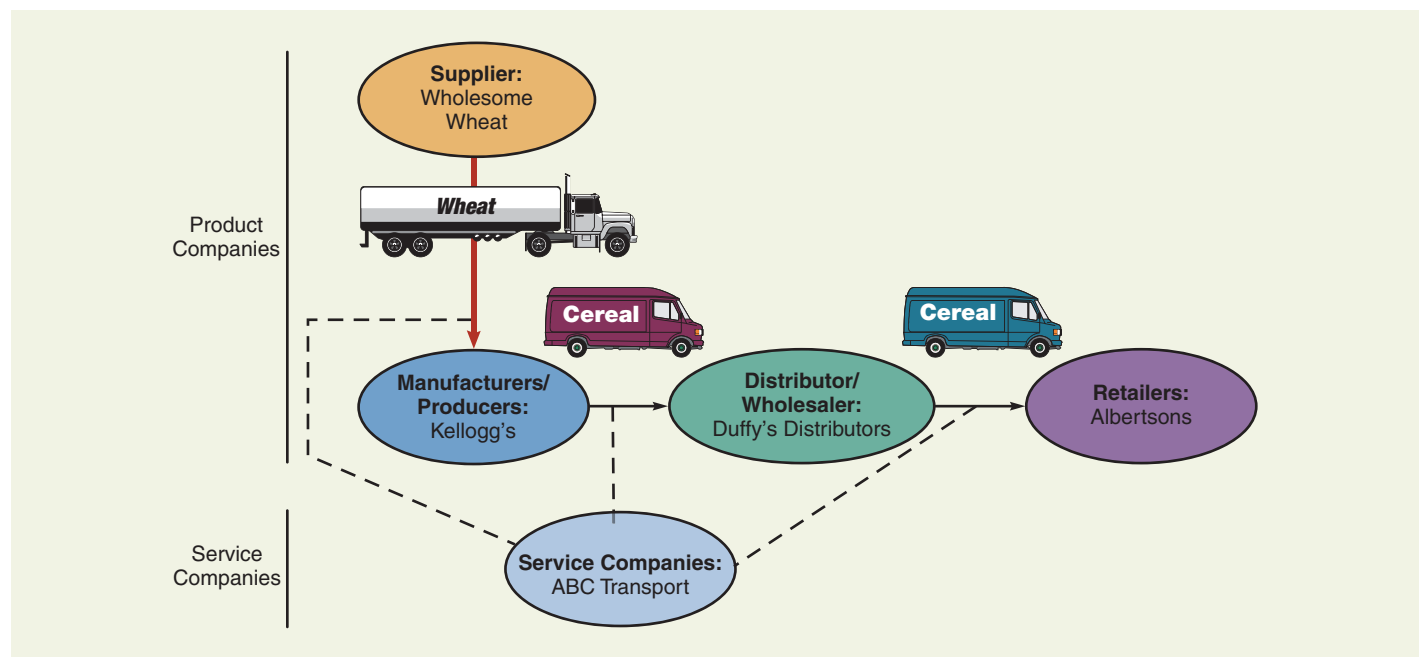 Supplier:
Wholesome
Wheat
Wheat
Product
Companies
Cereal
Cereal
Manufacturers/
Producers:
Kellogg's
Distributor/
Wholesaler:
Duffy's Distributors
Retailers:
Albertsons
Service
Companies
Service Companies:
ABC Transport